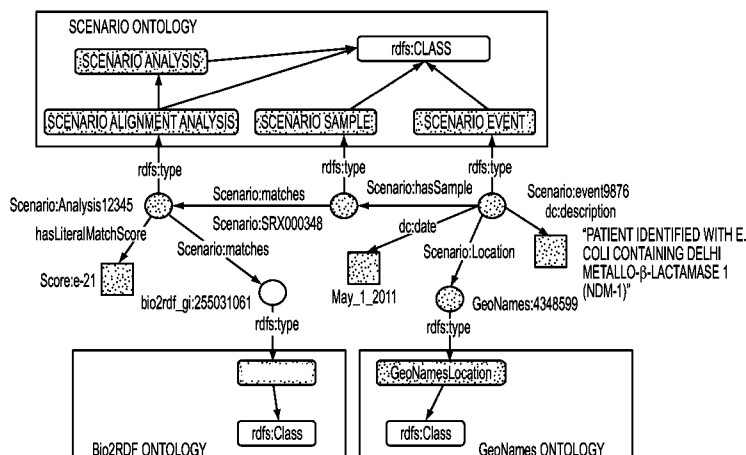 SCENARIO ONTOLOGY
rdfs:CLASS
SCENARIO ANALYSIS
SCENARIO ALIGNMENT ANALYSIS
SCENARIO SAMPLE
SCENARIO EVENT
rdfs:type
rdfs:type
rdfs:type
Scenario:Analysis12345
Scenario:matches
Scenario:SRX000348
Scenario:hasSample
Scenario:event9876
dc:description
hasLiteralMatchScore
Scenario:matches
dc:date
Scenario:Location
"PATIENT IDENTIFIED WITH E.
COLI CONTAINING DELHI
METALLO-β-LACTAMASE 1
(NDM-1)"
Score:e-21
bio2rdf_gi:255031061
May_1_2011
GeoNames:4348599
rdfs:type
rdfs:type
GeoNamesLocation
rdfs:Class
rdfs:Class
Bio2RDF ONTOLOGY
GeoNames ONTOLOGY